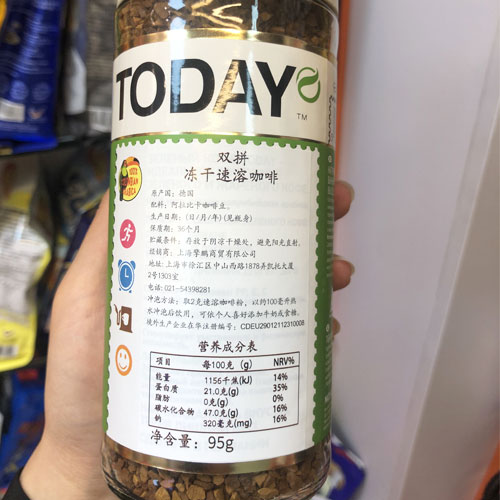 TODAY
TM
双拼
冻干速溶咖啡
原产国：德国
配料：阿拉比卡咖啡豆。
生产日期：(日/月/年)(见瓶身)
保质期：36个月
贮藏条件：存放于阴凉干燥处，避免阳光直射。
经销商：上海擎鹏商贸有限公司
地址：上海市徐汇区中山西路1878弄凯托大厦
2号1303室
电话:021-54398281
冲泡方法：取2克速溶咖啡粉，以约100毫升热
水冲泡后饮用，可依个人喜好添加牛奶或食糖。
境外生产企业在华注册编号：CDEU29012112310008
营养成分表
项目 每100克（g） NRV%
能量 1156千焦(kJ) 14%
蛋白质 21.0克(g) 35%
脂肪 0克(g) 0%
碳水化合物 47.0克(g) 16%
钠 320毫克(mg) 16%
净含量：95g